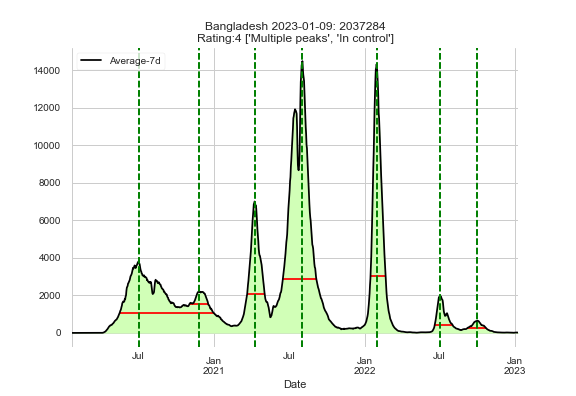 Bangladesh 2023-01-09: 2037284
Rating:4 ['Multiple peaks', 'In control']
Average-7d
14000
12000
10000
8000
6000
4000
2000
0
Jul
Jan
2021
Jul
Jan
2022
Jul
Jan
2023
Date